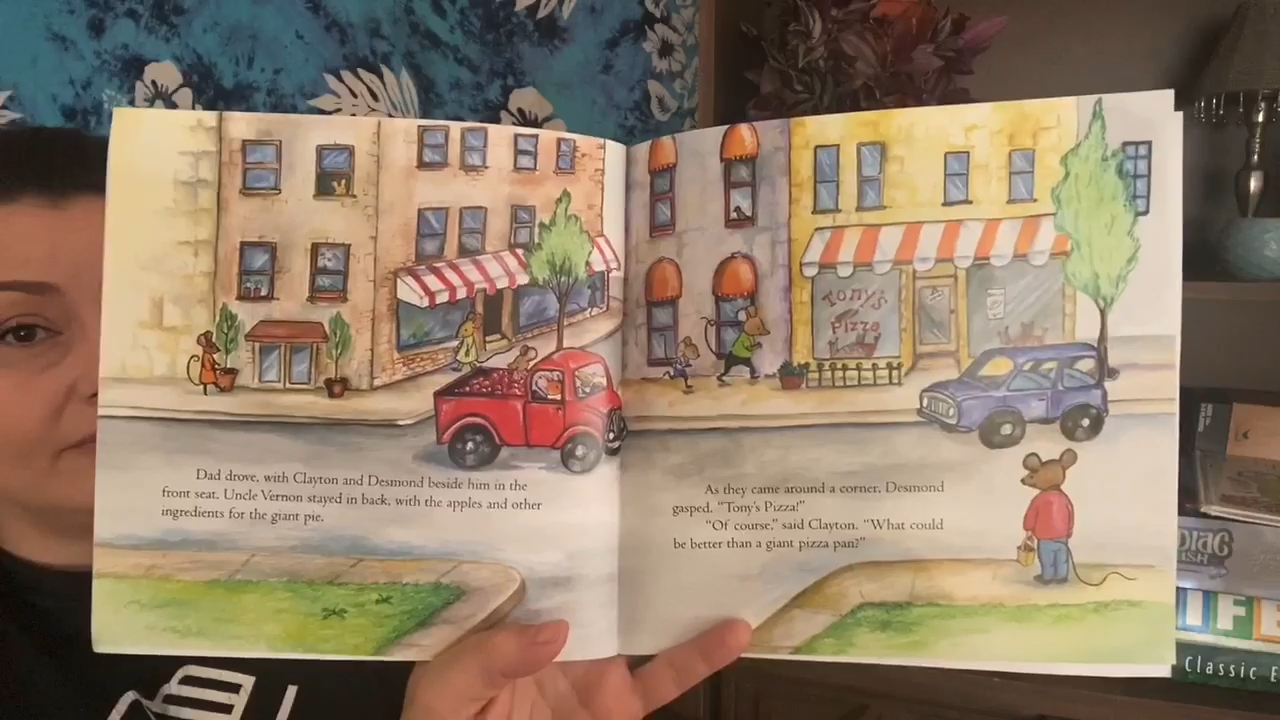 Tony's
Pizza
Dad drove, with Clayton and Desmond beside him in the
front seat. Uncle Vernon stayed in back, with the apples and other
ingredients for the giant pie.
As they came around a corner, Desmond
gasped. "Tony's Pizza!"
"Of course," said Clayton. "What could
be better than a giant pizza pan?"
IFE
Classic E